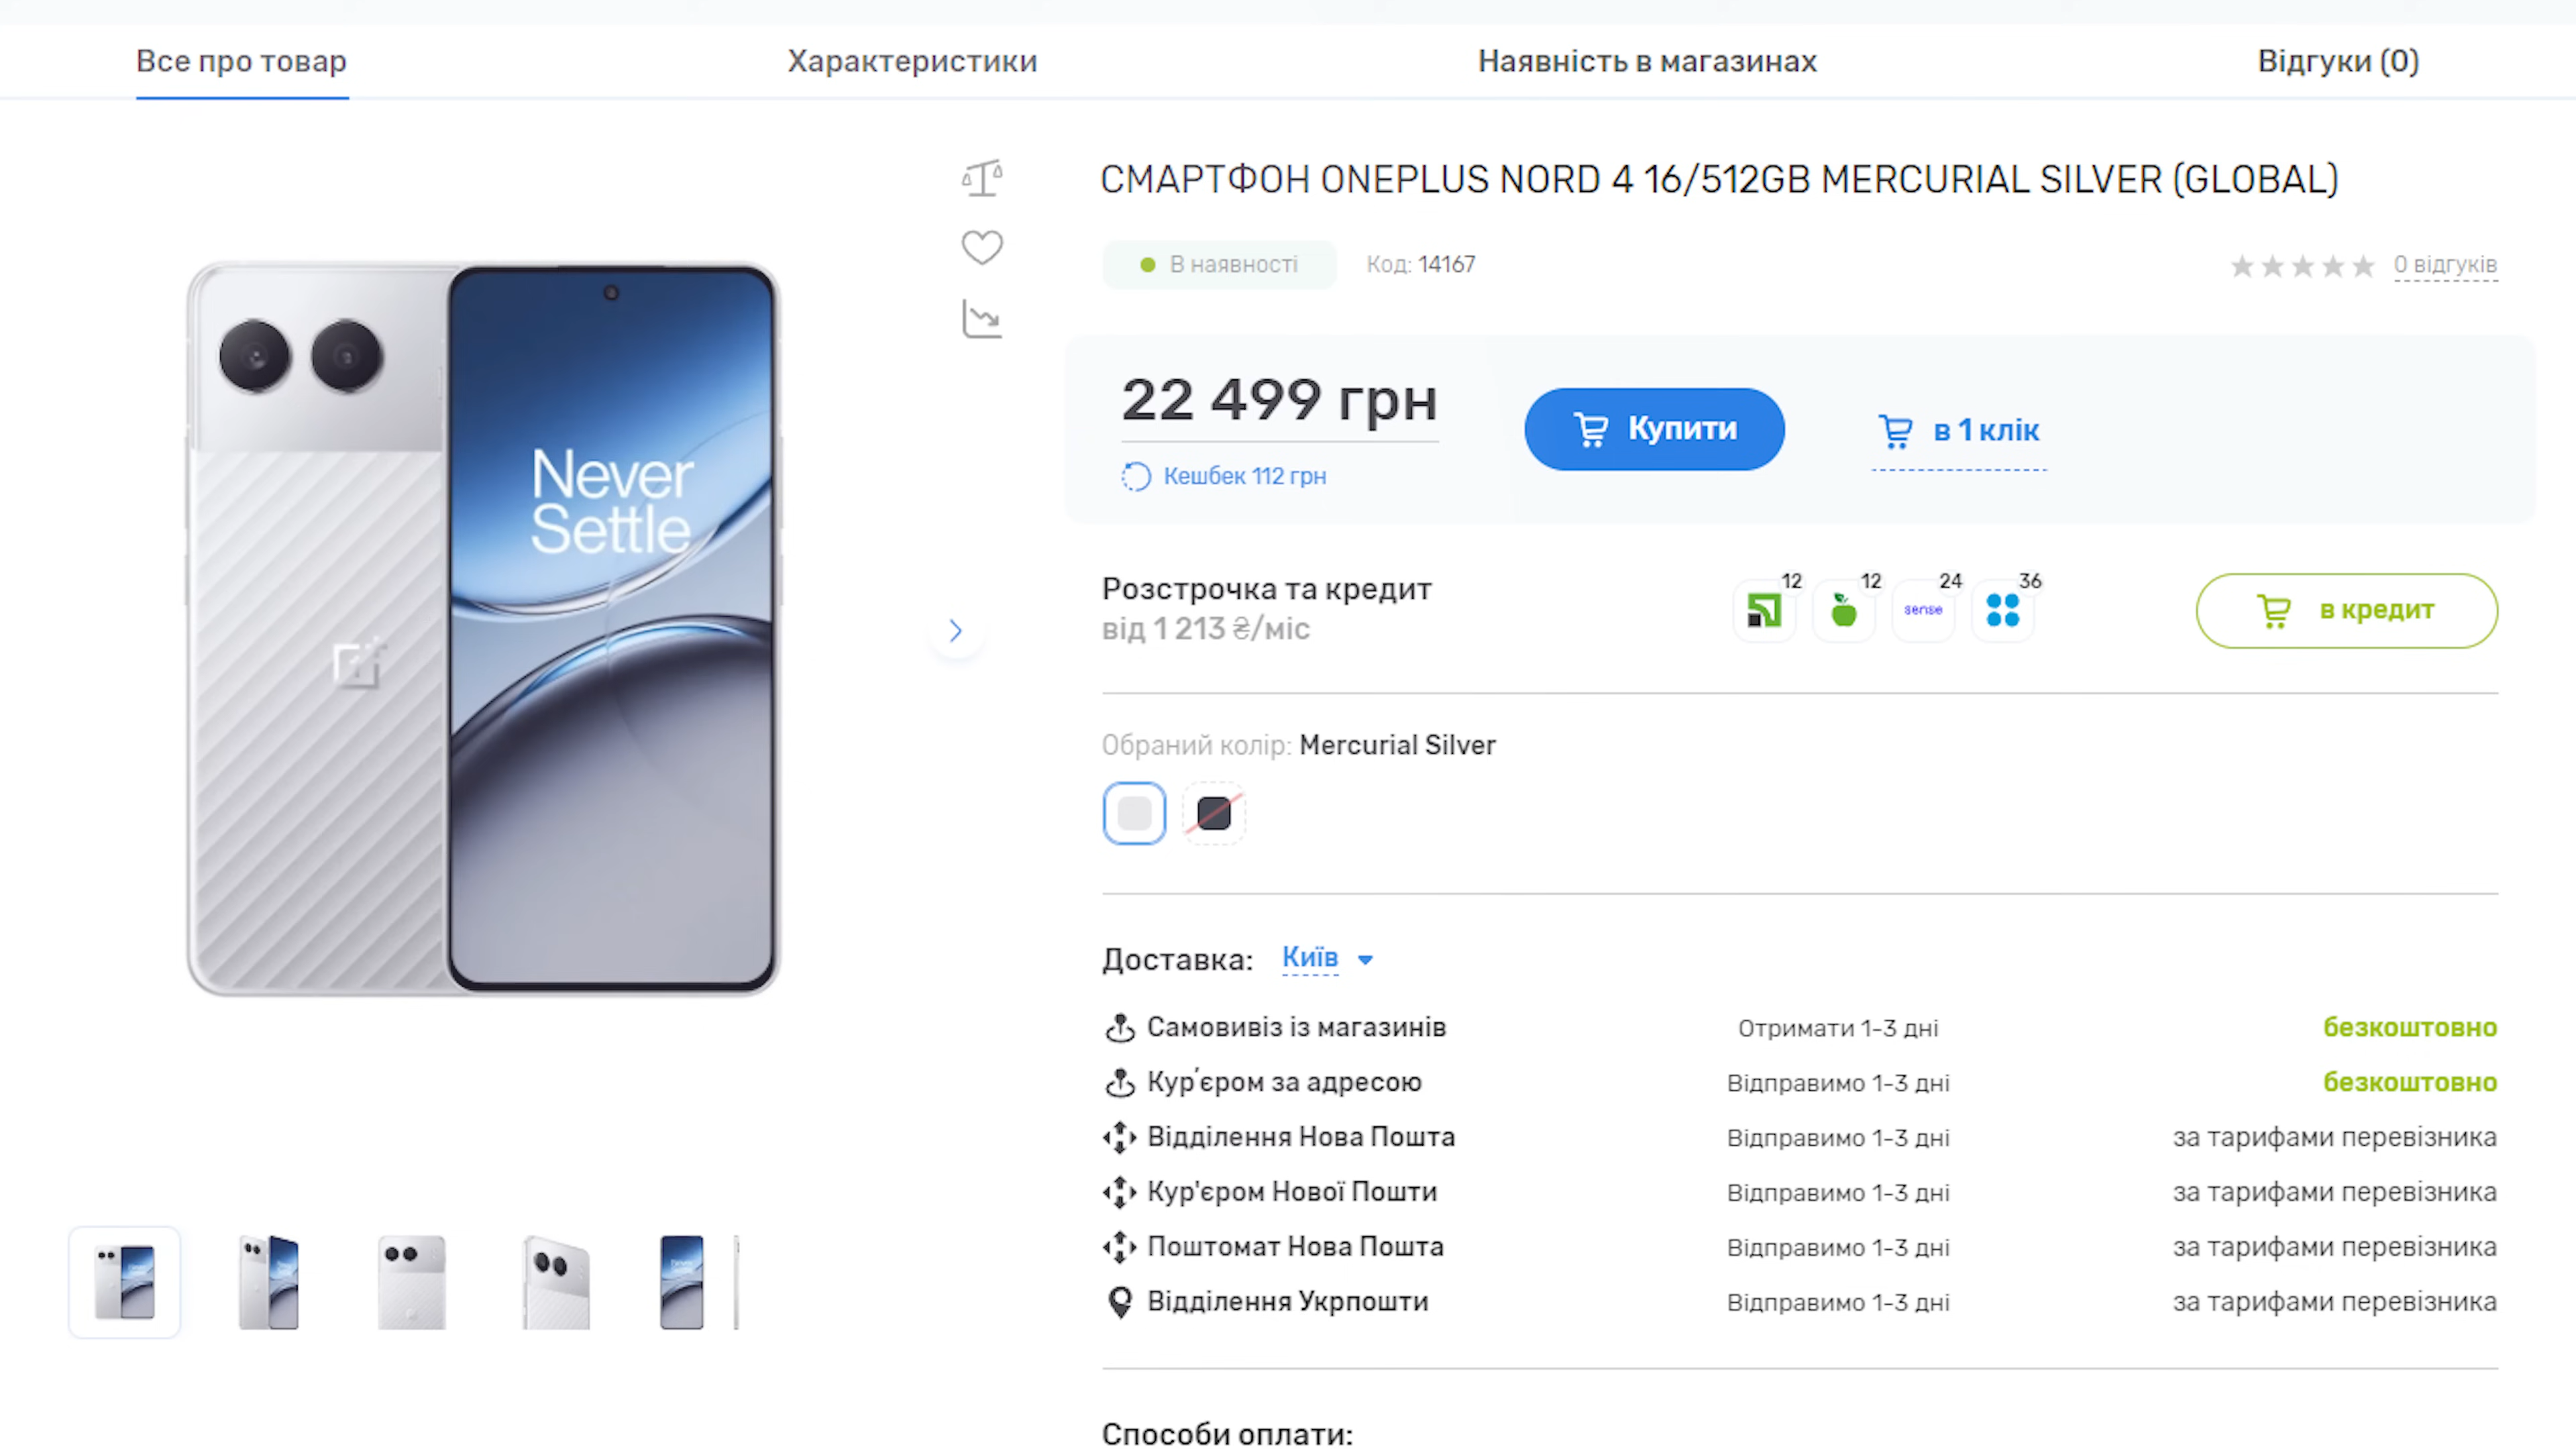 Все про товар
Характеристики
Наявність в магазинах
Відгуки (0)
СМАРТФОН ONEPLUS NORD 4 16/512GB MERCURIAL SILVER (GLOBAL)
В наявності
Код: 14167
0 відгуків
22 499 грн
Купити
в 1 клік
Кешбек 112 грн
Never
Settle
Розстрочка та кредит
від 1 213 ₴/міс
12
12
24
36
sense
в кредит
Обраний колір: Mercurial Silver
Доставка: Київ
Самовивіз із магазинів Отримати 1-3 дні безкоштовно
Кур՛єром за адресою Відправимо 1-3 дні безкоштовно
Відділення Нова Пошта Відправимо 1-3 дні за тарифами перевізника
Кур'єром Нової Пошти Відправимо 1-3 дні за тарифами перевізника
Поштомат Нова Пошта Відправимо 1-3 дні за тарифами перевізника
Відділення Укрпошти Відправимо 1-3 дні за тарифами перевізника
Способи оплати: